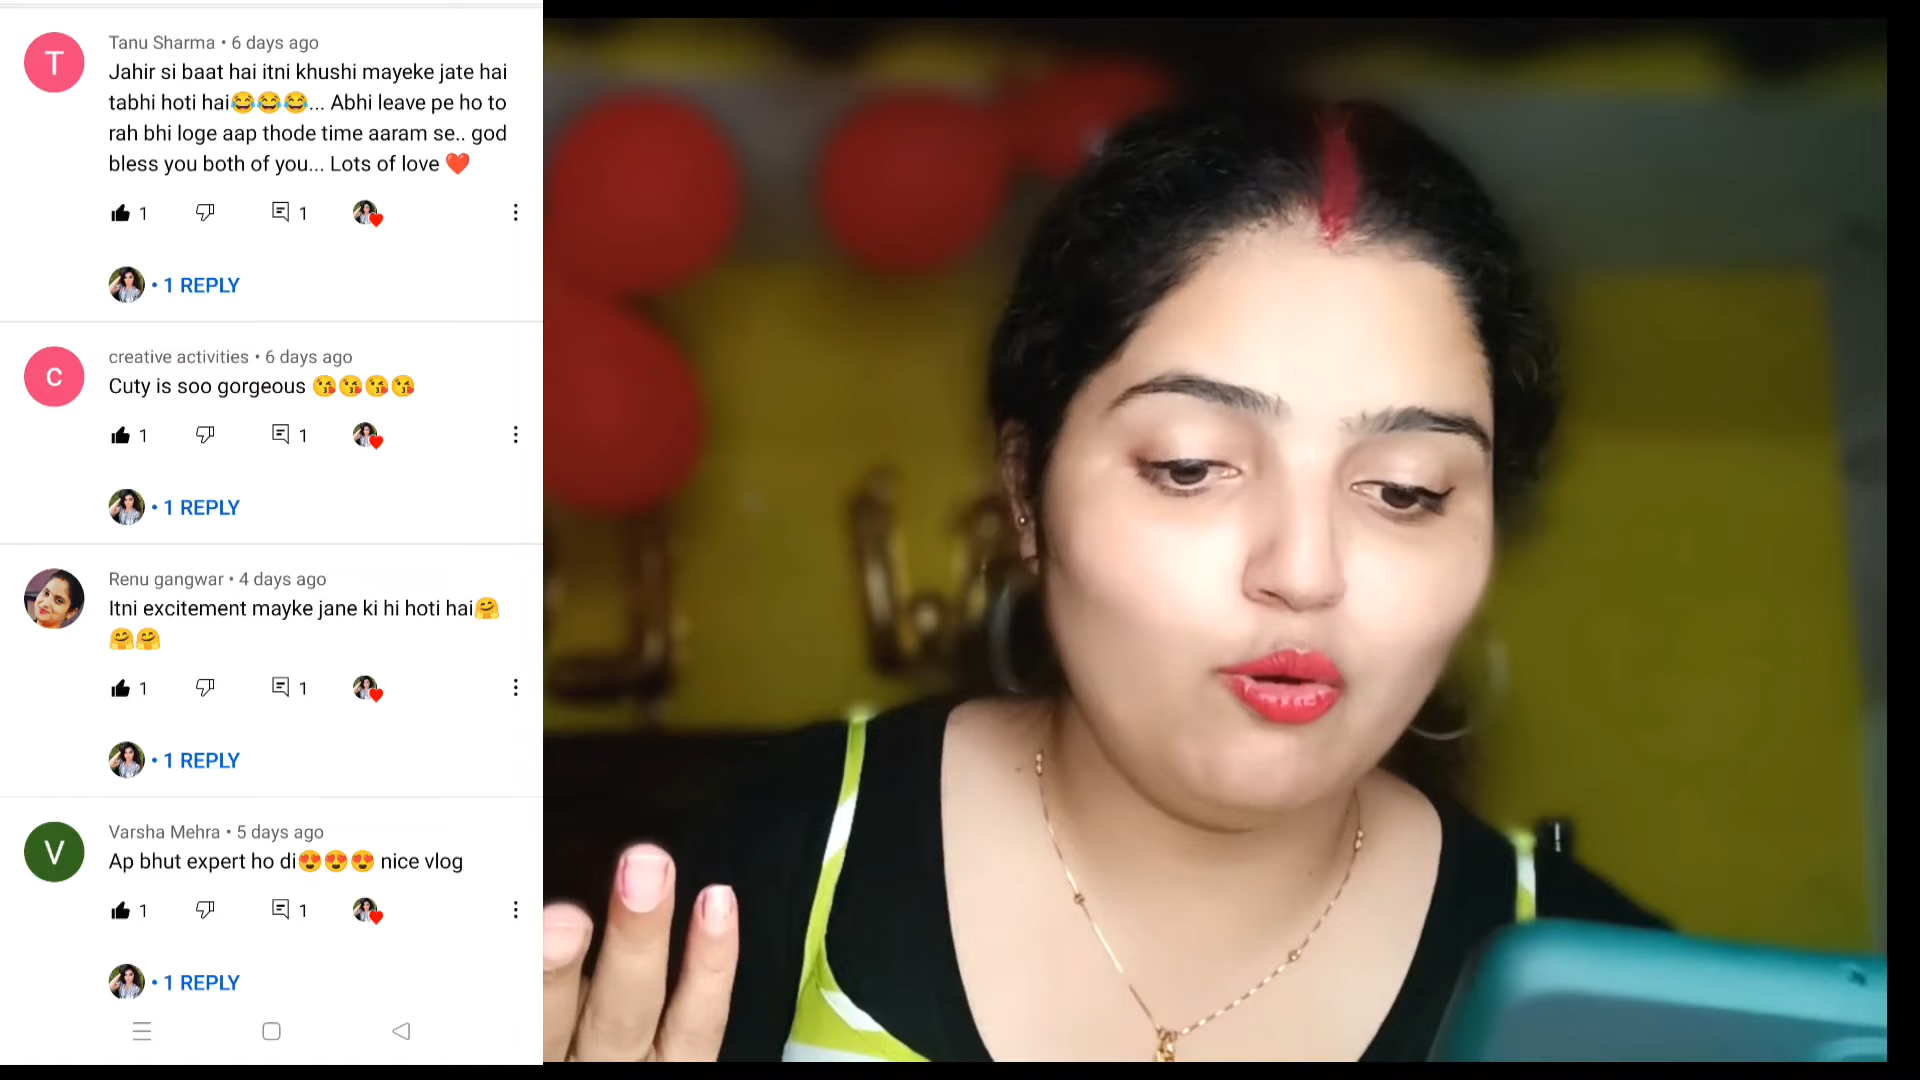 T
Tanu Sharma • 6 days ago
Jahir si baat hai itni khushi mayeke jate hai
tabhi hoti hai😂😂😂... Abhi leave pe ho to
rah bhi loge aap thode time aaram se.. god
bless you both of you... Lots of love ❤️
1
1
• 1 REPLY
c
creative activities • 6 days ago
Cuty is soo gorgeous 😘😘😘😘
1
1
• 1 REPLY
Renu gangwar • 4 days ago
Itni excitement mayke jane ki hi hoti hai🤗
🤗🤗
1
1
• 1 REPLY
V
Varsha Mehra • 5 days ago
Ap bhut expert ho di😍😍😍 nice vlog
1
1
• 1 REPLY